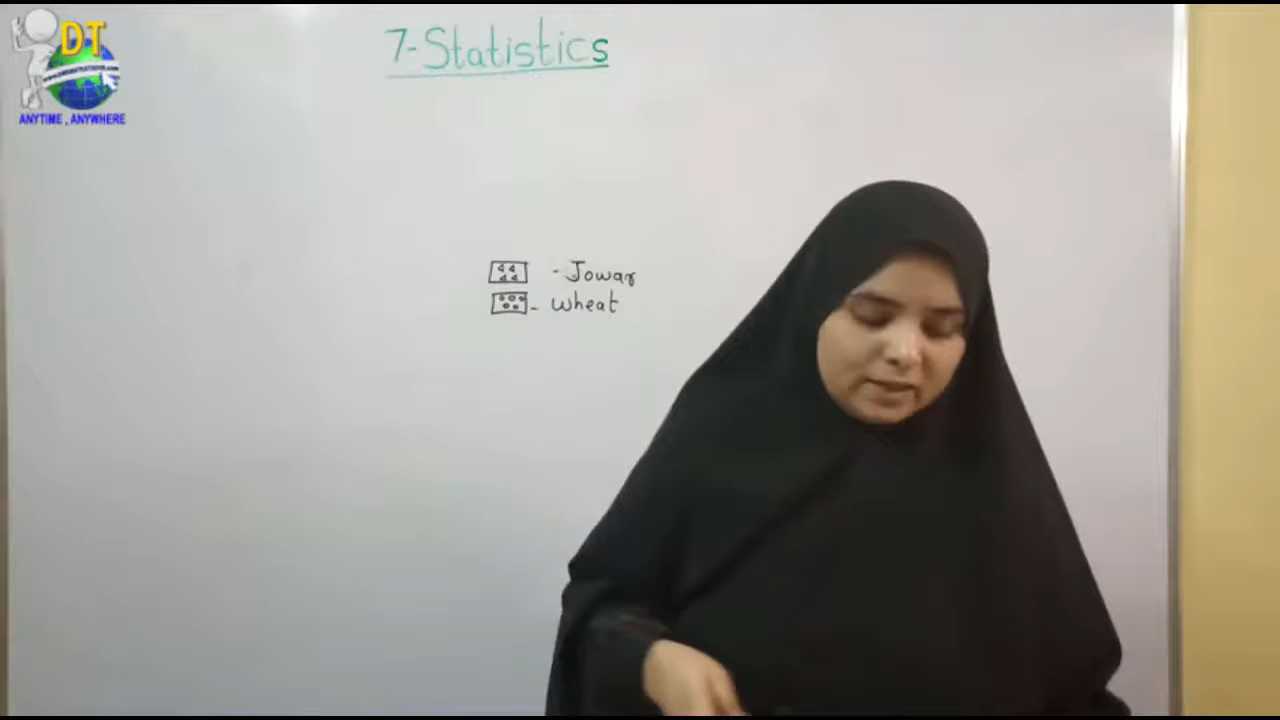 DT
ANYTIME , ANYWHERE
7-Statistics
- Jowar
- Wheat